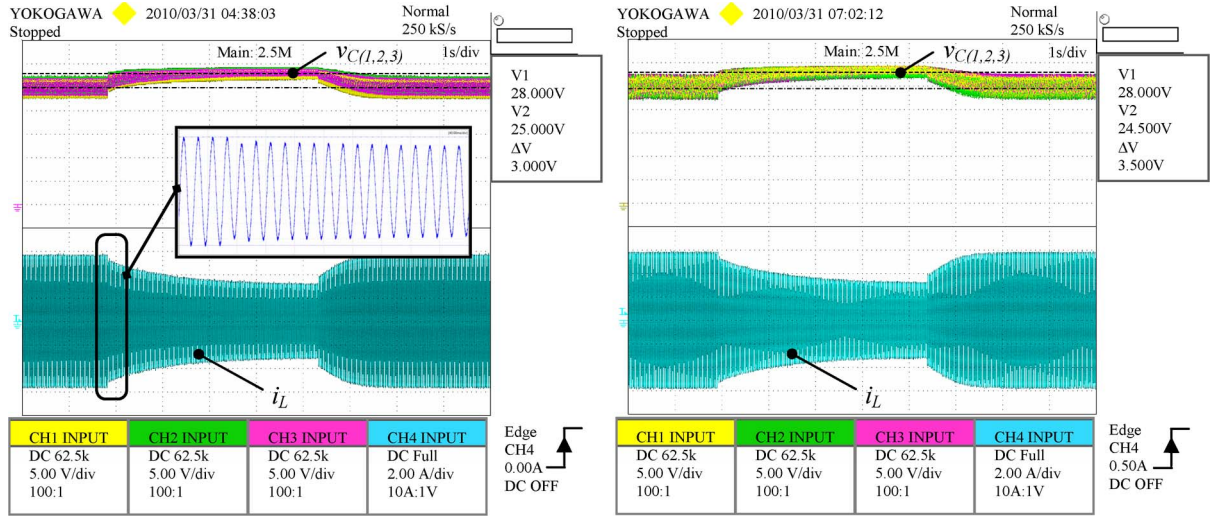 YOKOGAWA 2010/03/31 04:38:03 Normal
Stopped 250 kS/s
Main: 2.5M vC(1,2,3) 1s/div
V1
28.000V
V2
25.000V
ΔV
3.000V
iL
CH1 INPUT CH2 INPUT CH3 INPUT CH4 INPUT
DC 62.5k DC 62.5k DC 62.5k DC Full
5.00 V/div 5.00 V/div 5.00 V/div 2.00 A/div
100:1 100:1 100:1 10A:1V
Edge
CH4
0.00A
DC OFF
YOKOGAWA 2010/03/31 07:02:12 Normal
Stopped 250 kS/s
Main: 2.5M vC(1,2,3) 1s/div
V1
28.000V
V2
24.500V
ΔV
3.500V
iL
CH1 INPUT CH2 INPUT CH3 INPUT CH4 INPUT
DC 62.5k DC 62.5k DC 62.5k DC Full
5.00 V/div 5.00 V/div 5.00 V/div 2.00 A/div
100:1 100:1 100:1 10A:1V
Edge
CH4
0.50A
DC OFF